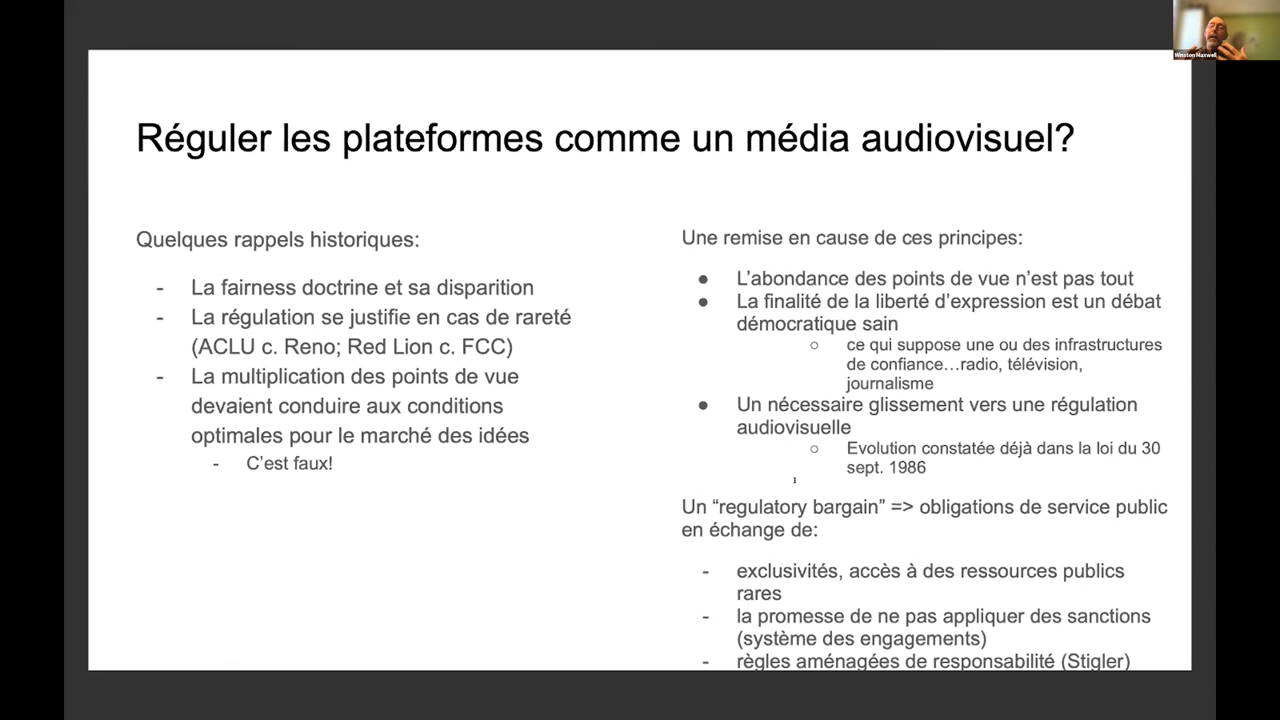 Winston Maxwell
Réguler les plateformes comme un média audiovisuel?
Quelques rappels historiques:
- La fairness doctrine et sa disparition
- La régulation se justifie en cas de rareté
(ACLU c. Reno; Red Lion c. FCC)
- La multiplication des points de vue
devaient conduire aux conditions
optimales pour le marché des idées
- C'est faux!
Une remise en cause de ces principes:
● L'abondance des points de vue n'est pas tout
● La finalité de la liberté d'expression est un débat
démocratique sain
○ ce qui suppose une ou des infrastructures
de confiance…radio, télévision,
journalisme
● Un nécessaire glissement vers une régulation
audiovisuelle
○ Evolution constatée déjà dans la loi du 30
sept. 1986
Un “regulatory bargain” => obligations de service public
en échange de:
- exclusivités, accès à des ressources publics
rares
- la promesse de ne pas appliquer des sanctions
(système des engagements)
- règles aménagées de responsabilité (Stigler)